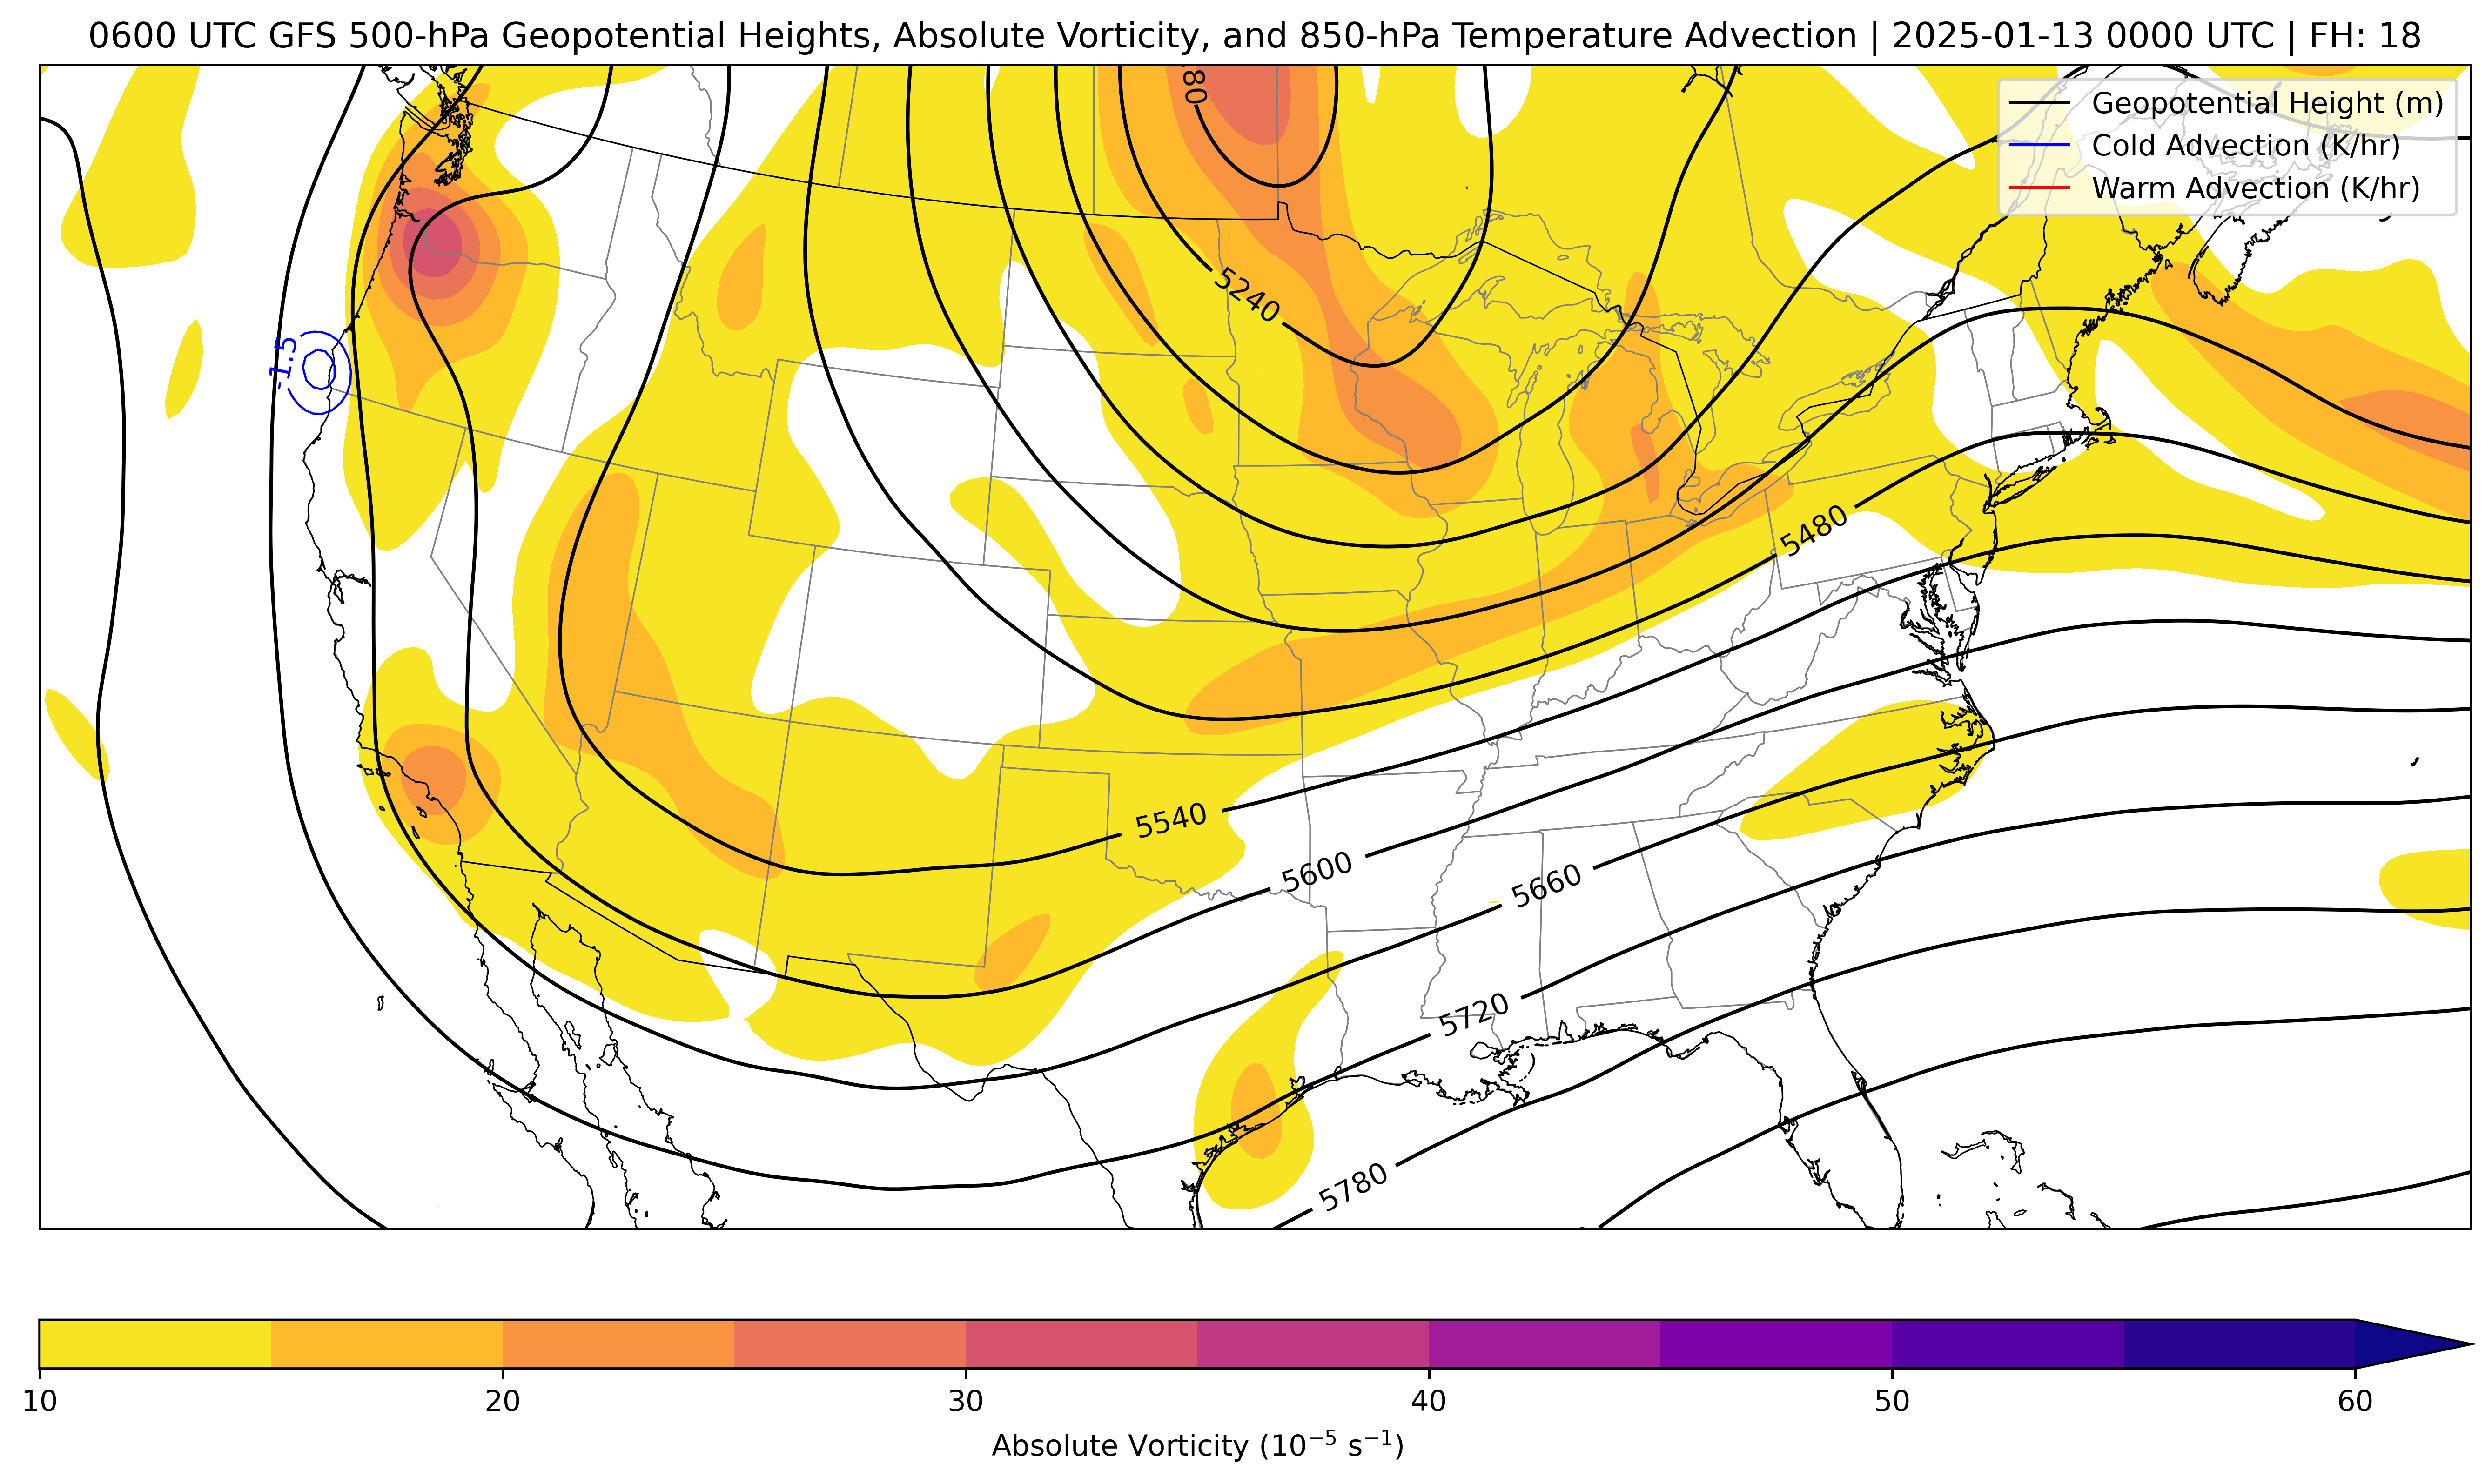 0600 UTC GFS 500-hPa Geopotential Heights, Absolute Vorticity, and 850-hPa Temperature Advection | 2025-01-13 0000 UTC | FH: 18
Geopotential Height (m)
Cold Advection (K/hr)
Warm Advection (K/hr)
80
5240
-1.5
5480
5540
5600
5660
5720
5780
10 20 30 40 50 60
Absolute Vorticity (10⁻⁵ s⁻¹)